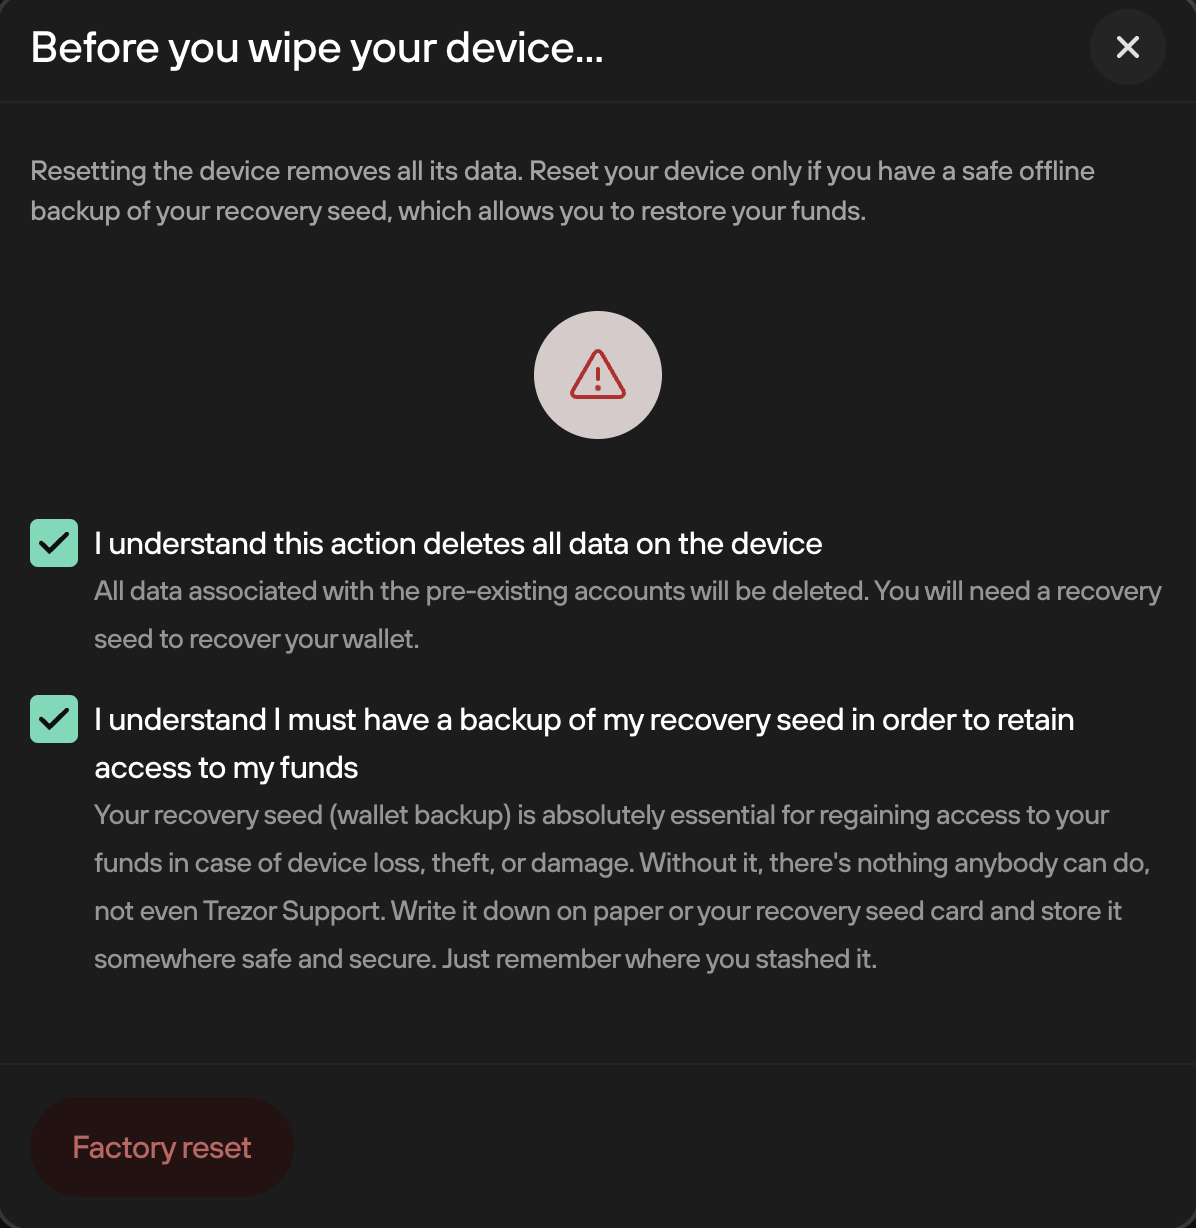 Before you wipe your device...
Resetting the device removes all its data. Reset your device only if you have a safe offline
backup of your recovery seed, which allows you to restore your funds.
I understand this action deletes all data on the device
All data associated with the pre-existing accounts will be deleted. You will need a recovery
seed to recover your wallet.
I understand I must have a backup of my recovery seed in order to retain
access to my funds
Your recovery seed (wallet backup) is absolutely essential for regaining access to your
funds in case of device loss, theft, or damage. Without it, there's nothing anybody can do,
not even Trezor Support. Write it down on paper or your recovery seed card and store it
somewhere safe and secure. Just remember where you stashed it.
Factory reset